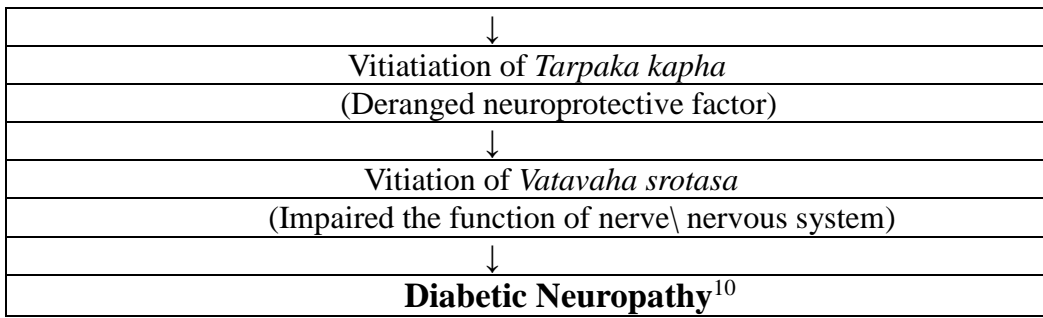 ↓
Vitiatiation of Tarpaka kapha
(Deranged neuroprotective factor)
↓
Vitiation of Vatavaha srotasa
(Impaired the function of nerve\ nervous system)
↓
Diabetic Neuropathy10